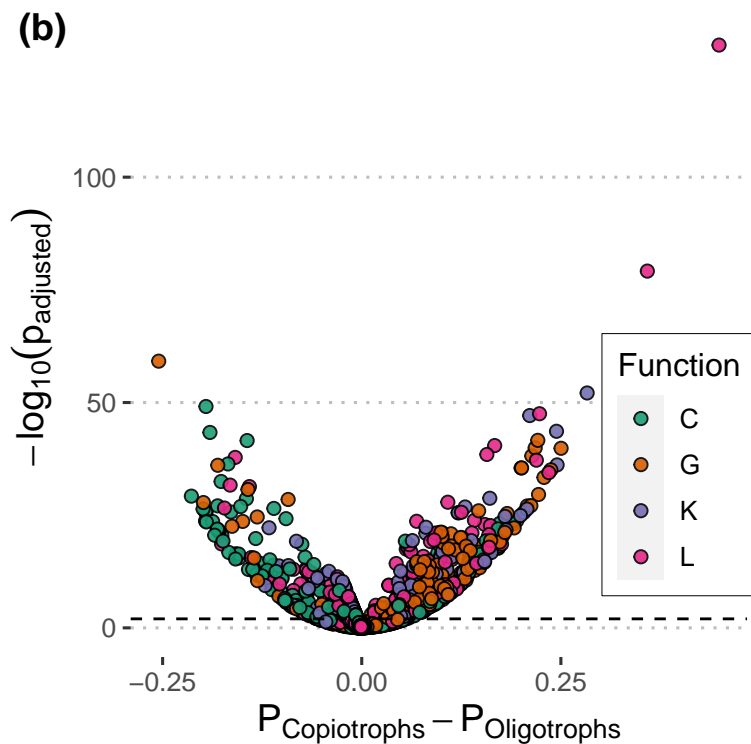 (b)
100
50
0
−log10(padjusted)
Function
C
G
K
L
−0.25 0.00 0.25
PCopiotrophs − POligotrophs